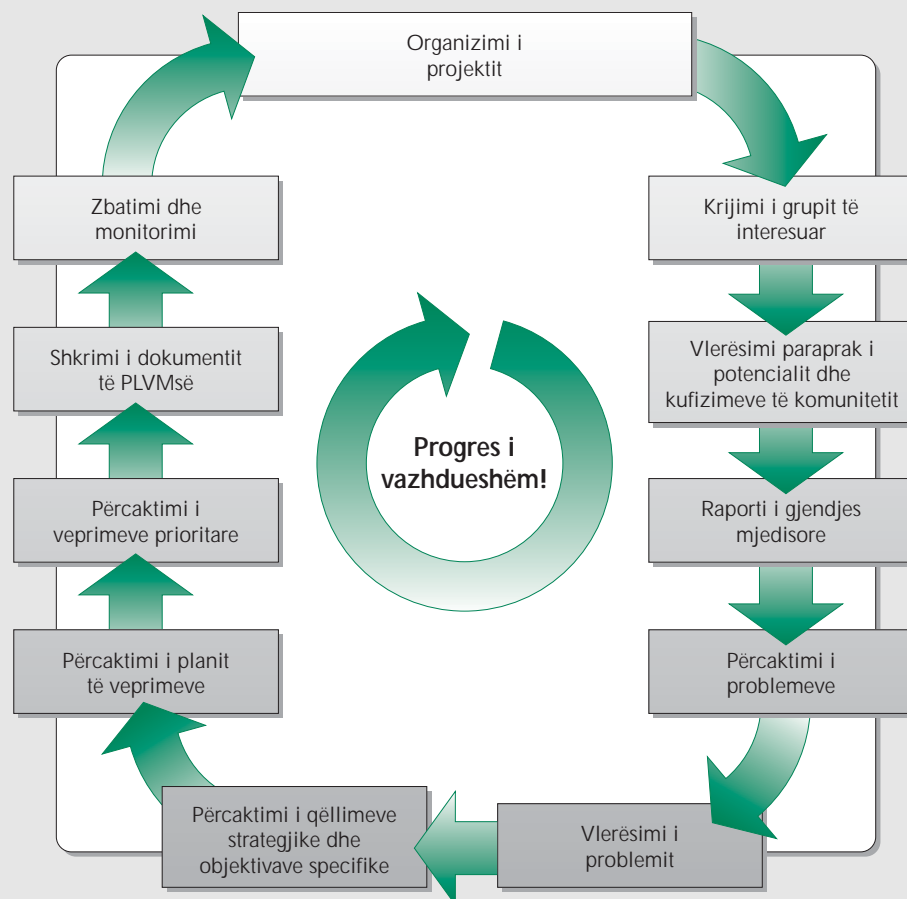 Organizimi i
projektit
Krijimi i grupit të
interesuar
Vlerësimi paraprak i
potencialit dhe
kufizimeve të komunitetit
Raporti i gjendjes
mjedisore
Përcaktimi i
problemeve
Vlerësimi i
problemit
Përcaktimi i qëllimeve
strategjike dhe
objektivave specifike
Përcaktimi i planit
të veprimeve
Përcaktimi i
veprimeve prioritare
Shkrimi i dokumentit
të PLVMsë
Zbatimi dhe
monitorimi
Progres i
vazhdueshëm!